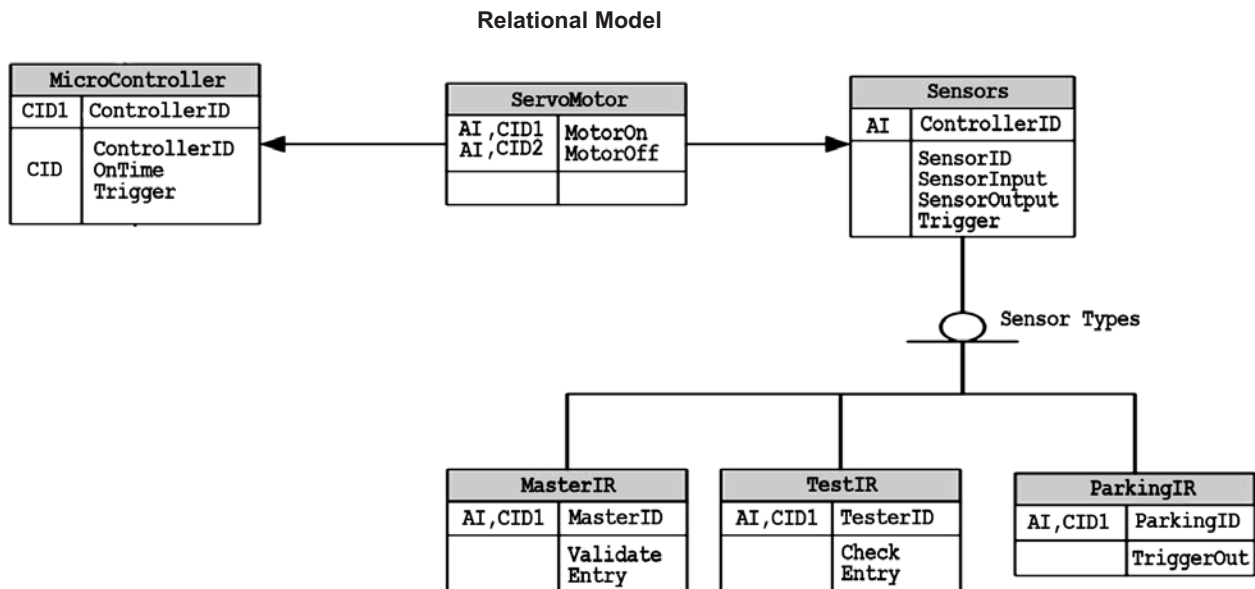 Relational Model
MicroController
CID1 ControllerID
CID ControllerID
OnTime
Trigger
ServoMotor
AI,CID1 MotorOn
AI,CID2 MotorOff
Sensors
AI ControllerID
SensorID
SensorInput
SensorOutput
Trigger
Sensor Types
MasterIR
AI,CID1 MasterID
Validate
Entry
TestIR
AI,CID1 TesterID
Check
Entry
ParkingIR
AI,CID1 ParkingID
TriggerOut